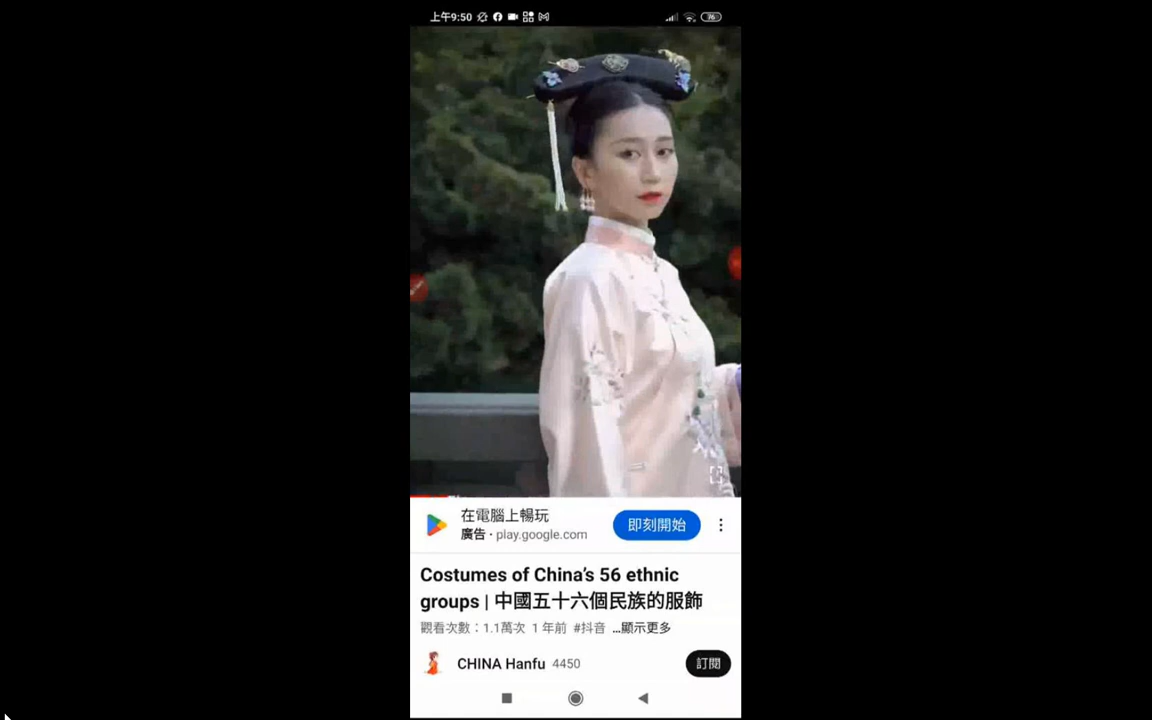 上午9:50
76
在電腦上暢玩
廣告・play.google.com
即刻開始
Costumes of China’s 56 ethnic
groups | 中國五十六個民族的服飾
觀看次數：1.1萬次 1 年前 #抖音 ...顯示更多
CHINA Hanfu 4450
訂閱